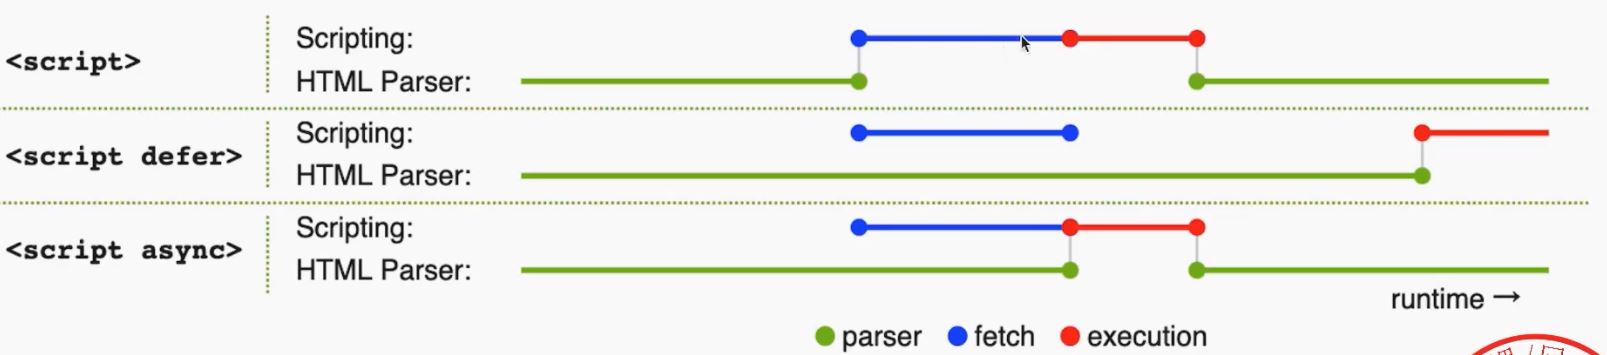 <script>
Scripting:
HTML Parser:
<script defer>
Scripting:
HTML Parser:
<script async>
Scripting:
HTML Parser:
runtime →
parser fetch execution